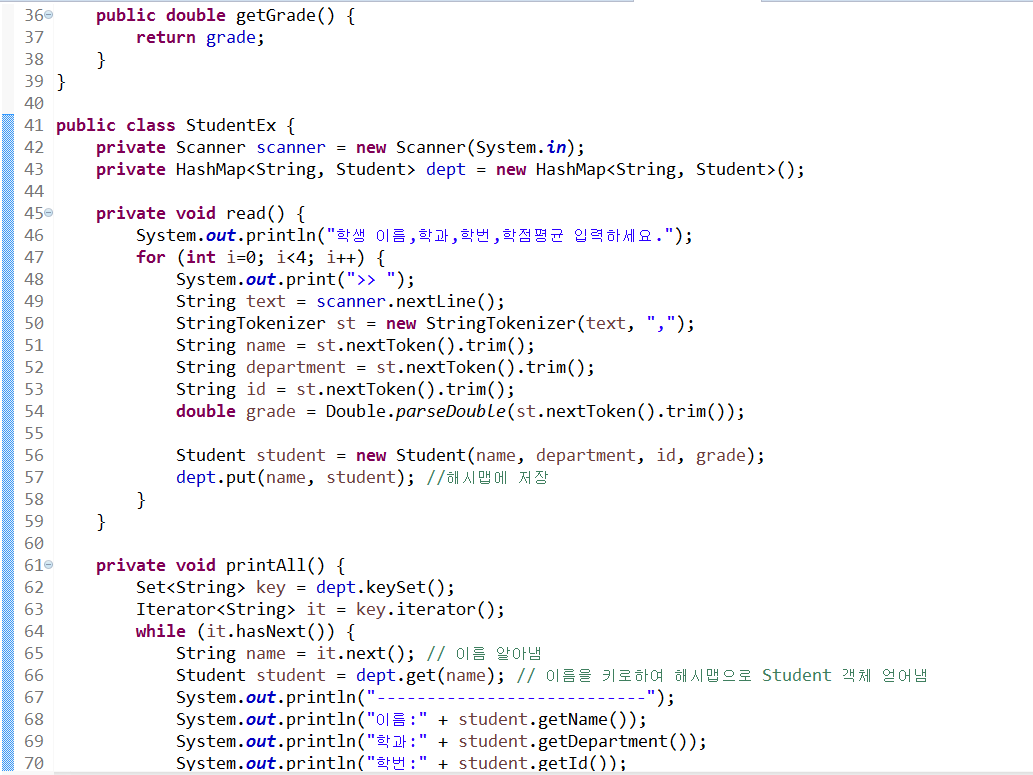 36 public double getGrade() {
37 return grade;
38 }
39 }
40
41 public class StudentEx {
42 private Scanner scanner = new Scanner(System.in);
43 private HashMap<String, Student> dept = new HashMap<String, Student>();
44
45 private void read() {
46 System.out.println("학생 이름,학과,학번,학점평균 입력하세요.");
47 for (int i=0; i<4; i++) {
48 System.out.print(">> ");
49 String text = scanner.nextLine();
50 StringTokenizer st = new StringTokenizer(text, ",");
51 String name = st.nextToken().trim();
52 String department = st.nextToken().trim();
53 String id = st.nextToken().trim();
54 double grade = Double.parseDouble(st.nextToken().trim());
55
56 Student student = new Student(name, department, id, grade);
57 dept.put(name, student); //해시맵에 저장
58 }
59 }
60
61 private void printAll() {
62 Set<String> key = dept.keySet();
63 Iterator<String> it = key.iterator();
64 while (it.hasNext()) {
65 String name = it.next(); // 이름 알아냄
66 Student student = dept.get(name); // 이름을 키로하여 해시맵으로 Student 객체 얻어냄
67 System.out.println("---------------------------");
68 System.out.println("이름:" + student.getName());
69 System.out.println("학과:" + student.getDepartment());
70 System.out.println("학번:" + student.getId());